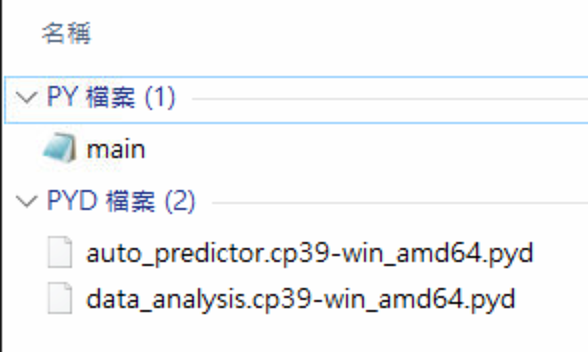 名稱
PY 檔案 (1)
main
PYD 檔案 (2)
auto_predictor.cp39-win_amd64.pyd
data_analysis.cp39-win_amd64.pyd